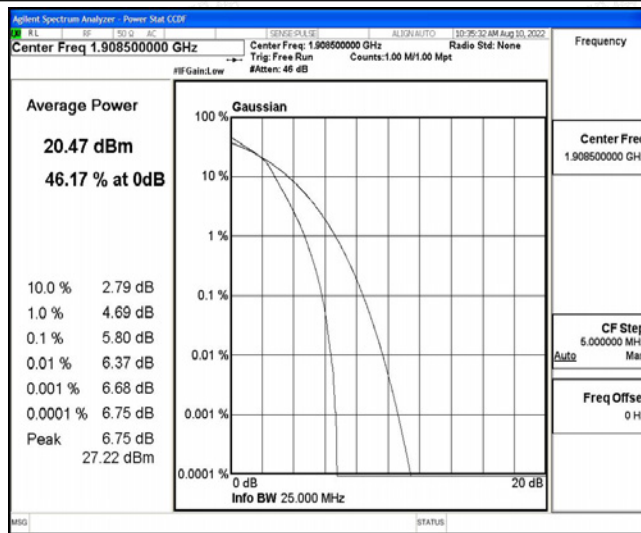 Agilent Spectrum Analyzer - Power Stat CCDF
RL RF 50 Ω AC SENSE:PULSE ALIGN AUTO 10:35:32 AM Aug 10, 2022
Center Freq 1.908500000 GHz
Center Freq: 1.908500000 GHz Radio Std: None
Trig: Free Run Counts:1.00 M/1.00 Mpt
#IFGain:Low #Atten: 46 dB
Frequency
Average Power
20.47 dBm
46.17 % at 0dB
10.0 % 2.79 dB
1.0 % 4.69 dB
0.1 % 5.80 dB
0.01 % 6.37 dB
0.001 % 6.68 dB
0.0001 % 6.75 dB
Peak 6.75 dB
27.22 dBm
Gaussian
100 %
10 %
1 %
0.1 %
0.01 %
0.001 %
0.0001 %
0 dB 20 dB
Info BW 25.000 MHz
Center Freq
1.908500000 GH
CF Step
5.000000 MH
Auto Ma
Freq Offse
0 H
MSG STATUS